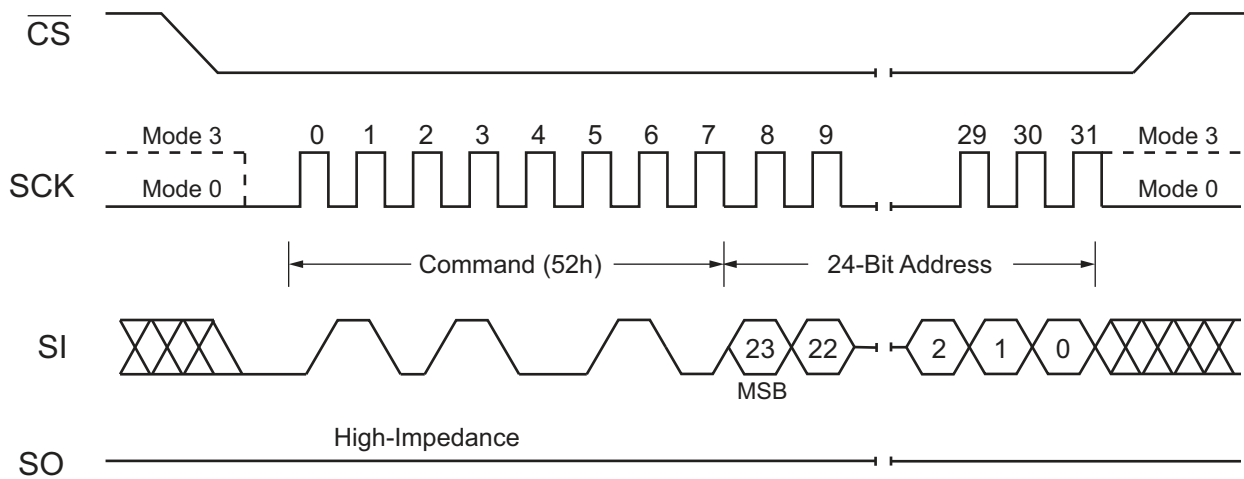 CS
Mode 3 0 1 2 3 4 5 6 7 8 9 29 30 31 Mode 3
SCK Mode 0 Mode 0
Command (52h) 24-Bit Address
SI 23 22 2 1 0
MSB
High-Impedance
SO